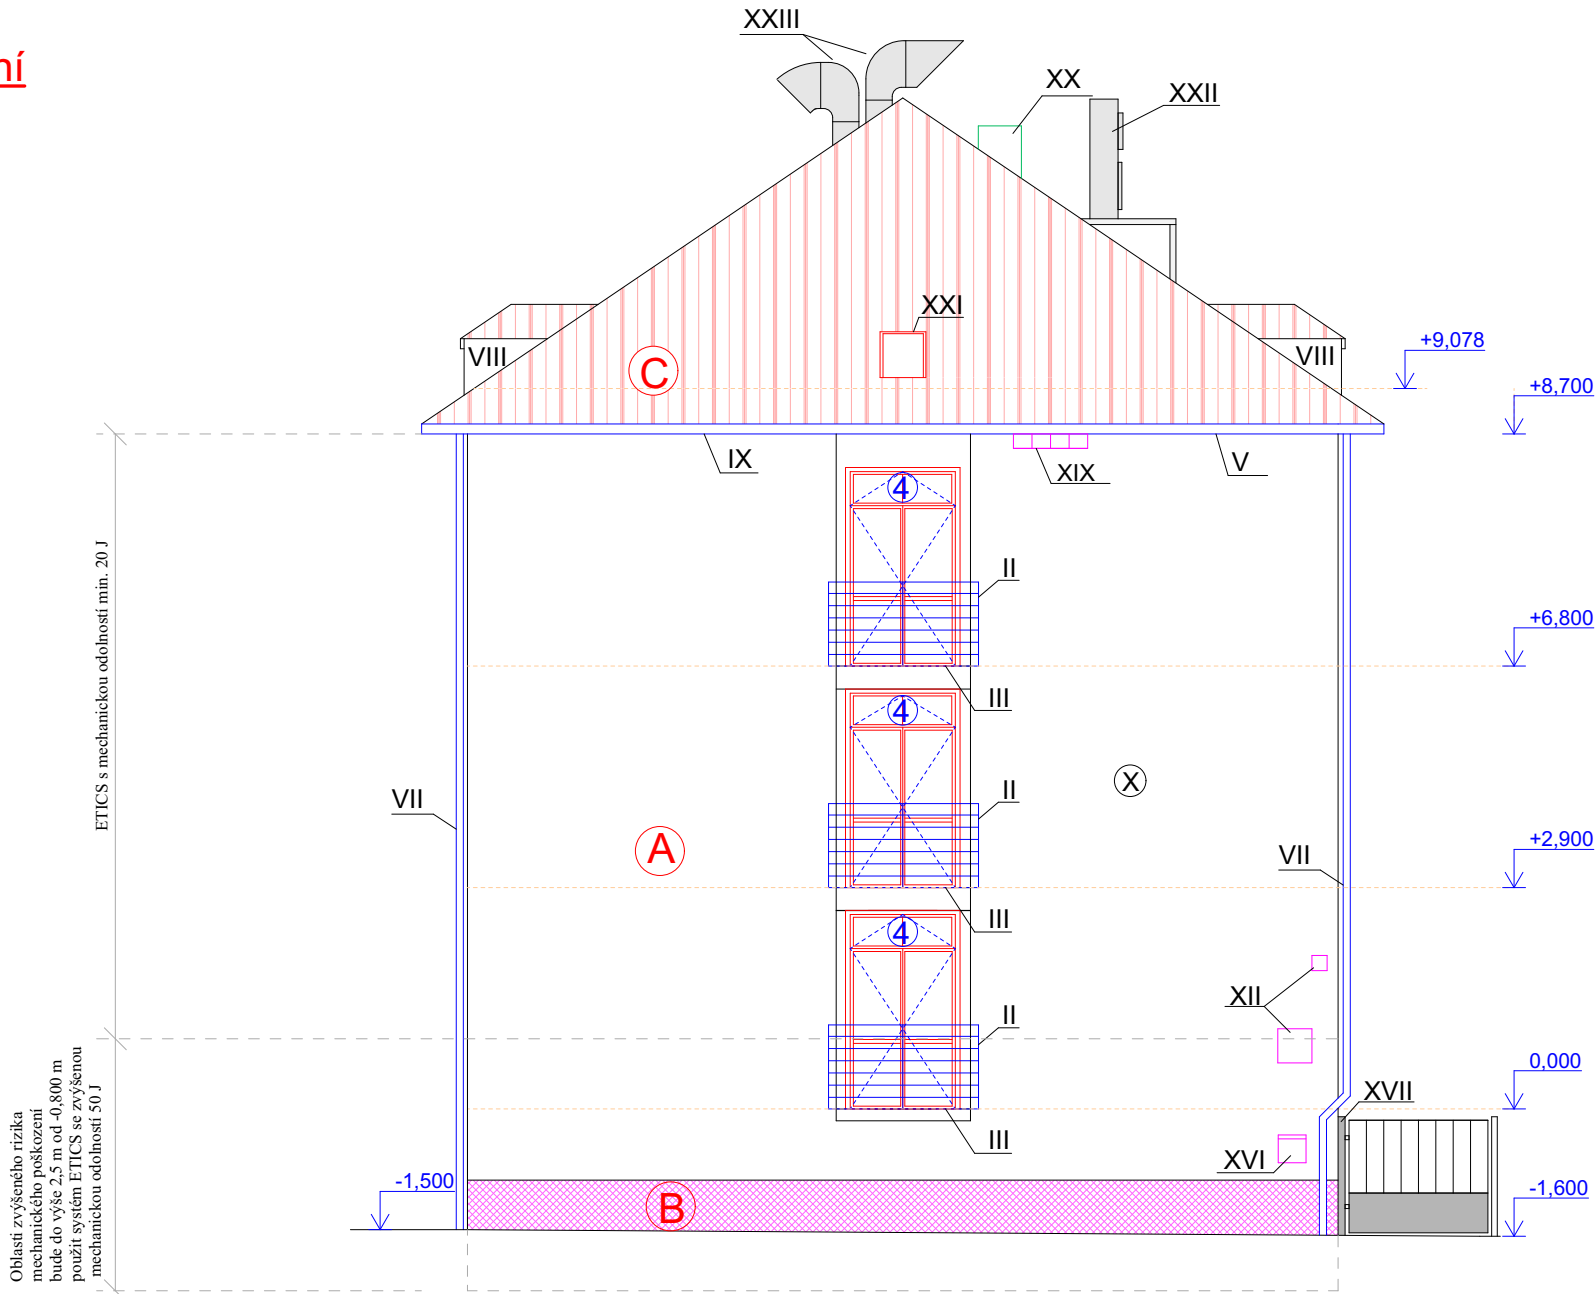 XXIII
ní
XX
XXII
XXI
VIII
VIII
C
+9,078
+8,700
IX
XIX
V
4
II
+6,800
III
4
X
II
VII
A
VII
+2,900
III
4
XII
II
0,000
XVII
III
XVI
-1,500
B
-1,600
ETICS s mechanickou odolností min. 20 J
Oblasti zvýšeného rizika
mechanického poškození
bude do výše 2,5 m od -0,800 m
použit systém ETICS se zvýšenou
mechanickou odolností 50 J